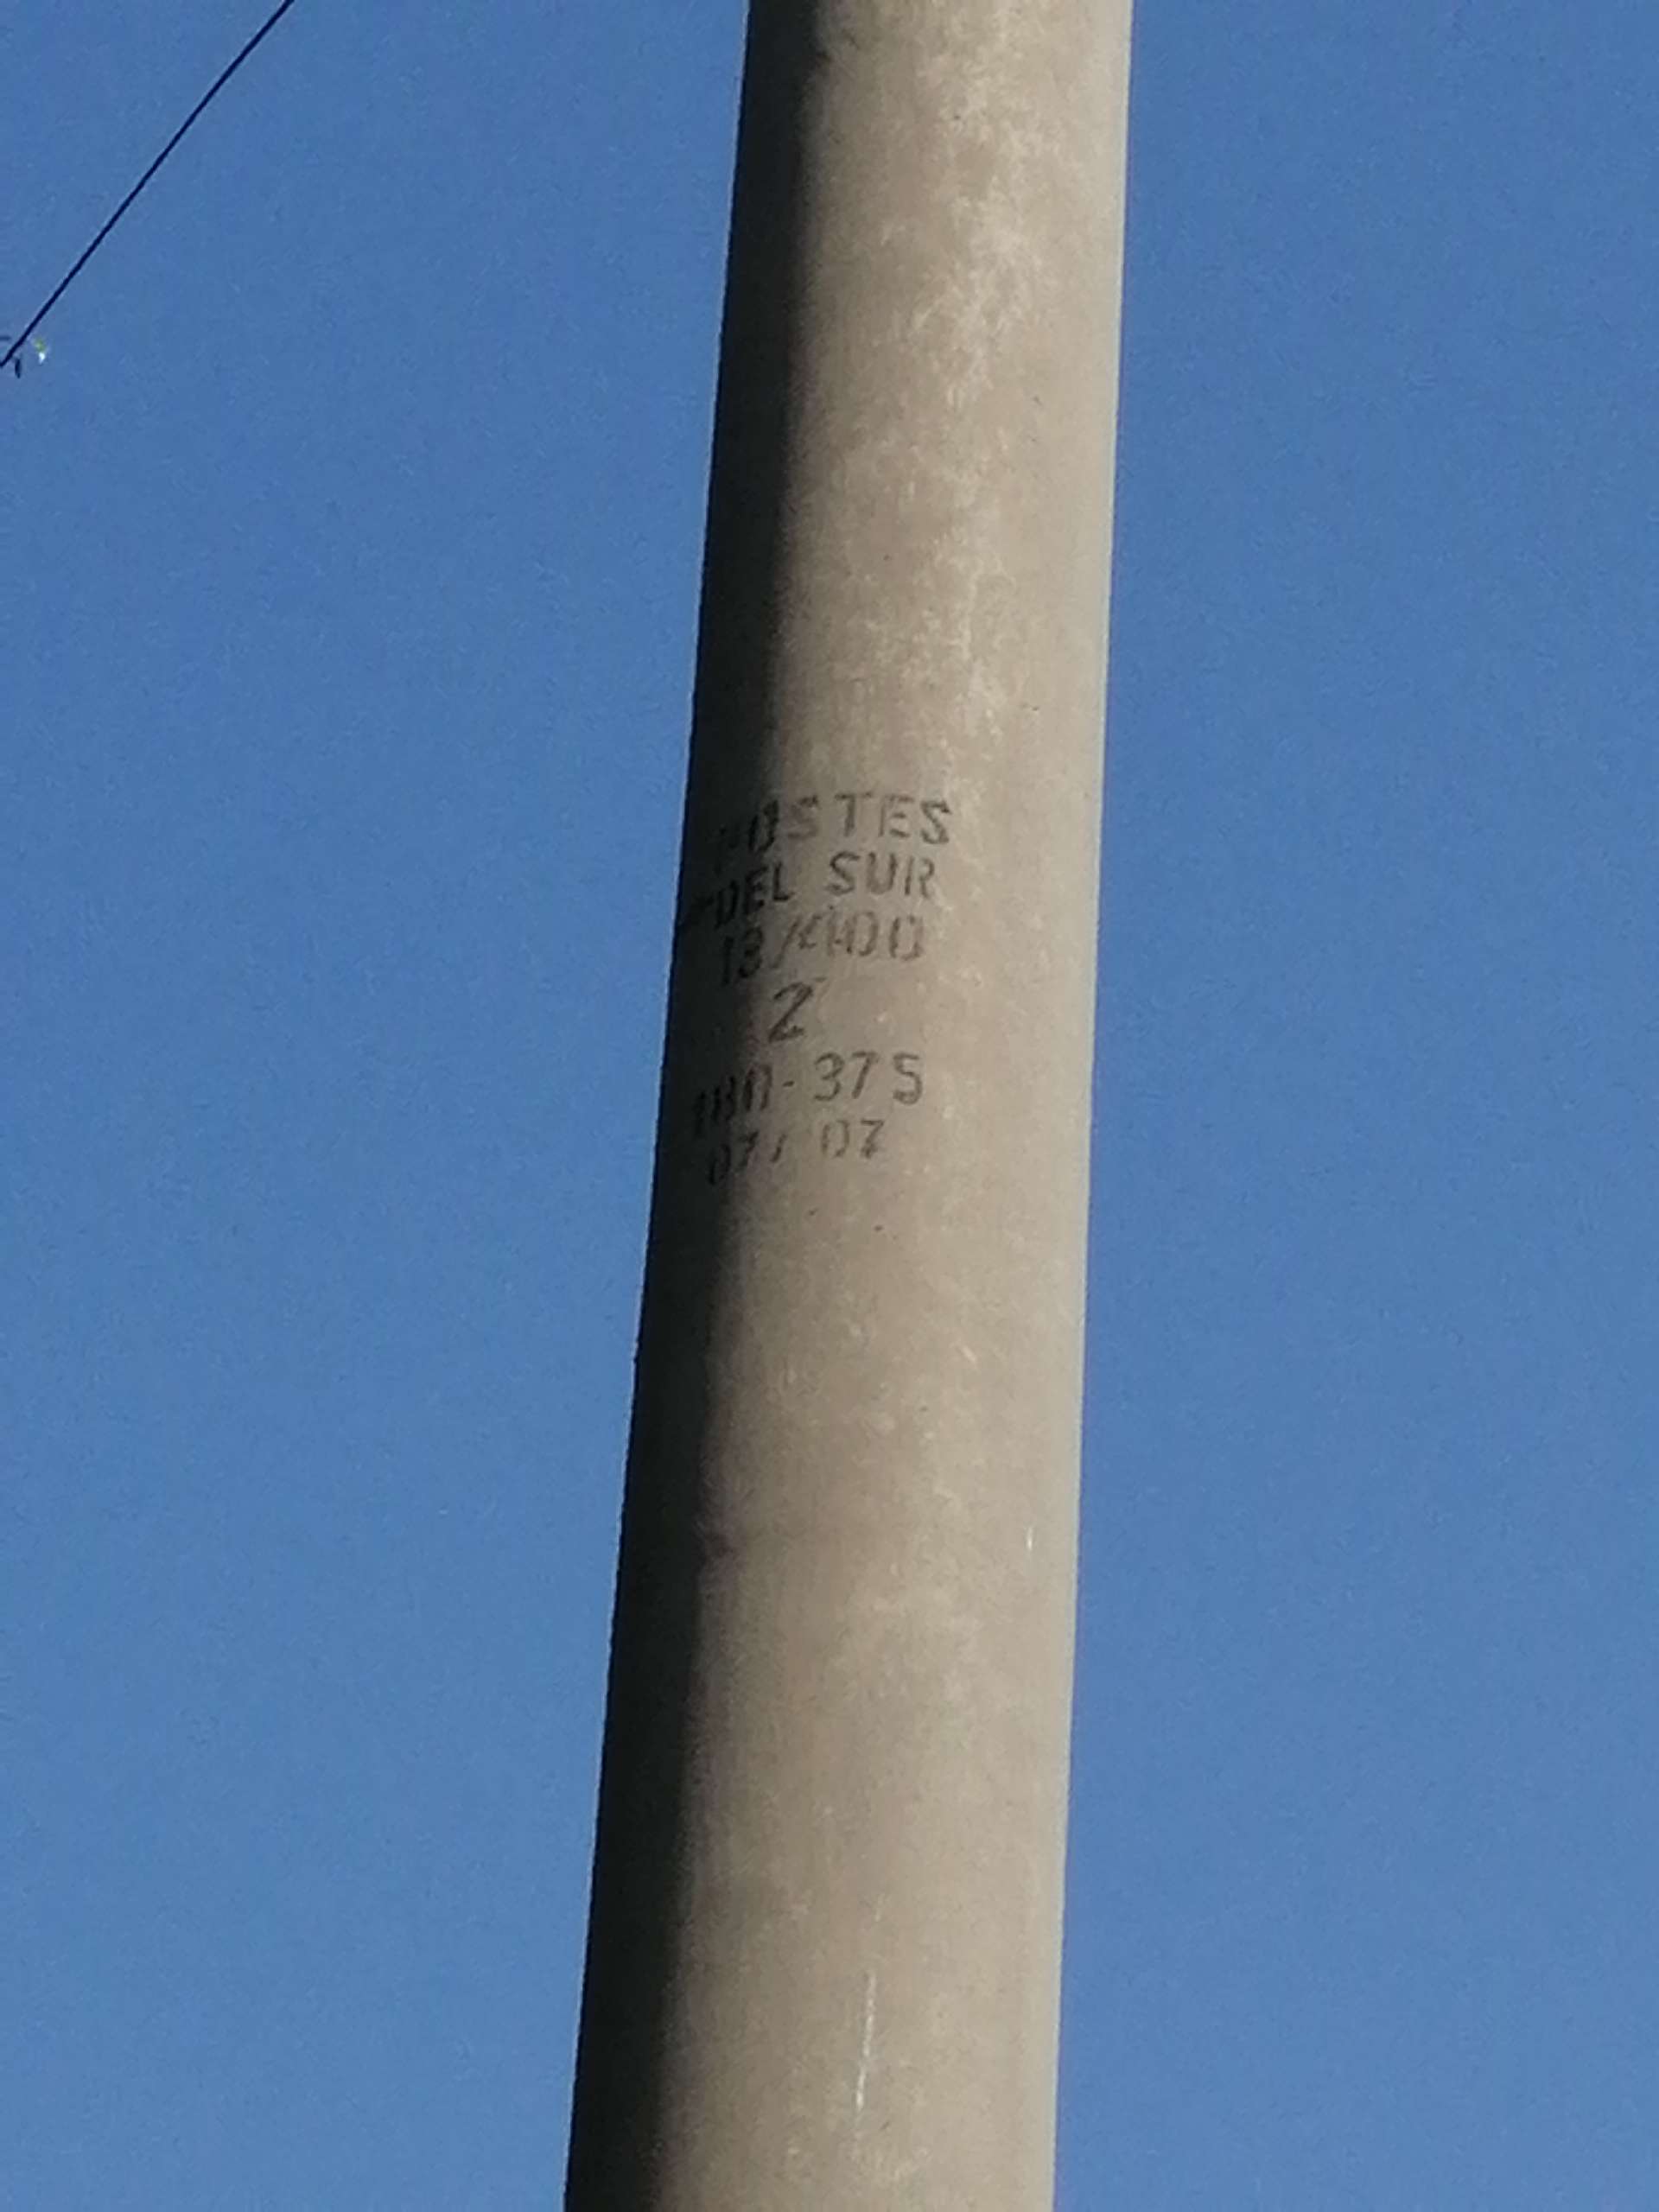 POSTES
DEL SUR
13/400
2
180-375
07/07